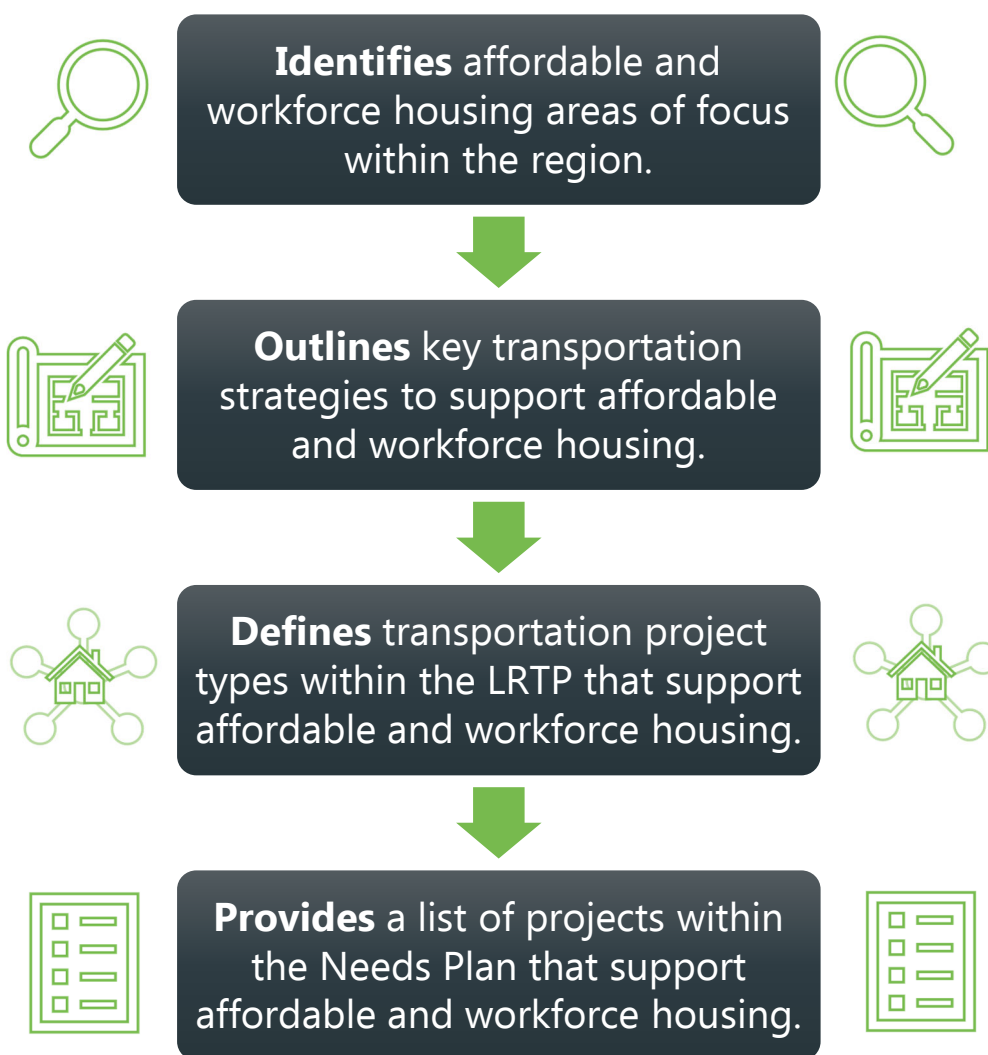 Identifies affordable and
workforce housing areas of focus
within the region.
Outlines key transportation
strategies to support affordable
and workforce housing.
Defines transportation project
types within the LRTP that support
affordable and workforce housing.
Provides a list of projects within
the Needs Plan that support
affordable and workforce housing.